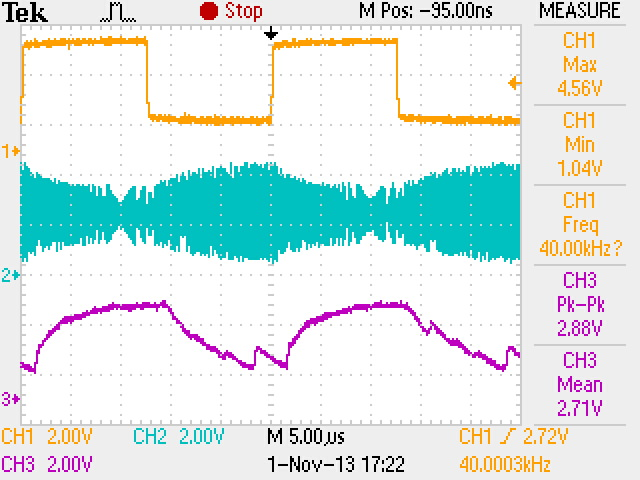 Tek Stop M Pos: -95.00ns MEASURE
CH1
Max
4.56V
CH1
Min
1.04V
CH1
Freq
40.00kHz?
CH3
Pk-Pk
2.88V
CH3
Mean
2.71V
1
2
3
CH1 2.00V CH2 2.00V M 5.00µs CH1 2.72V
CH3 2.00V 1-Nov-13 17:22 40.0003kHz